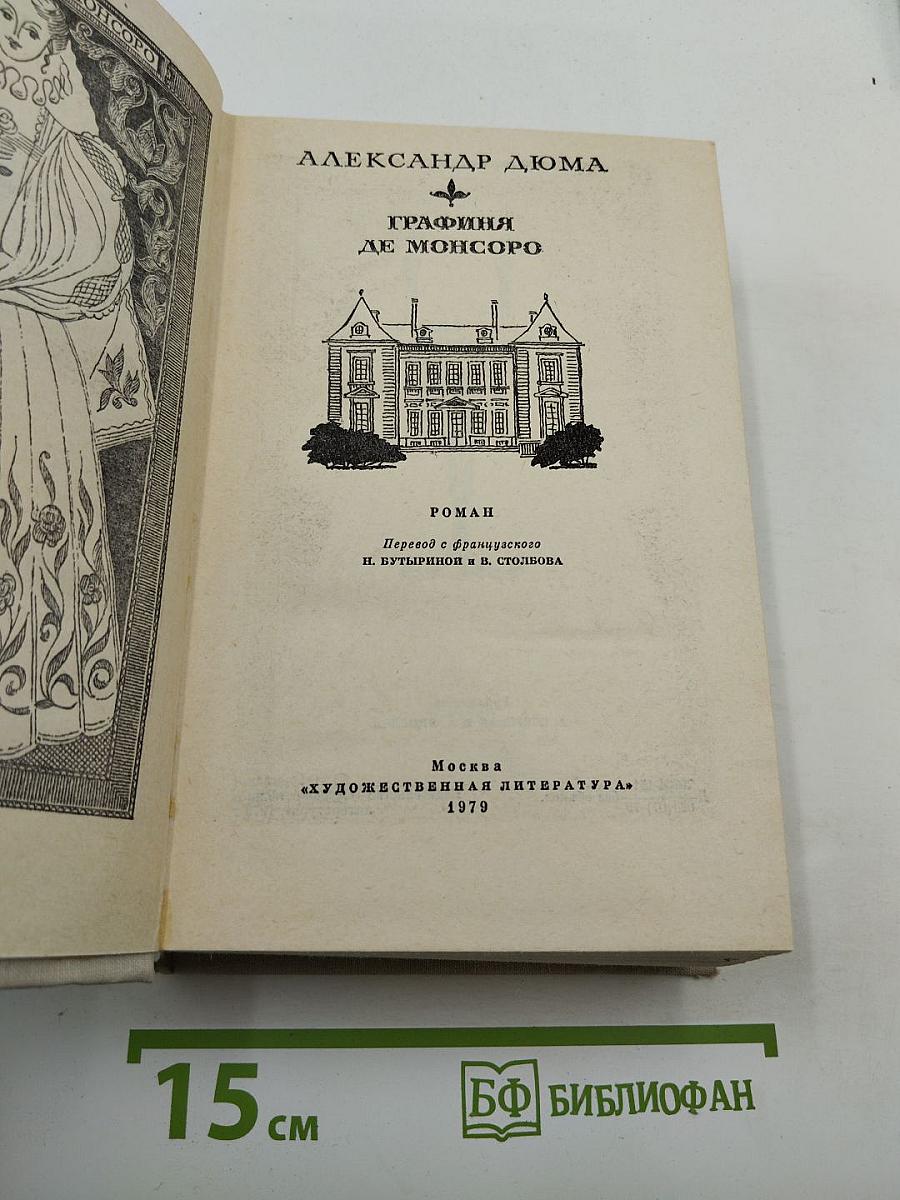 ОНСОРО
АЛЕКСАНДР ДЮМА
ГРАФИНЯ
ДЕ МОНСОРО
РОМАН
Перевод с французского
Н. БУТЫРИНОЙ и В. СТОЛБОВА
Москва
«ХУДОЖЕСТВЕННАЯ ЛИТЕРАТУРА»
1979
15 см
БФ БИБЛИОФАН